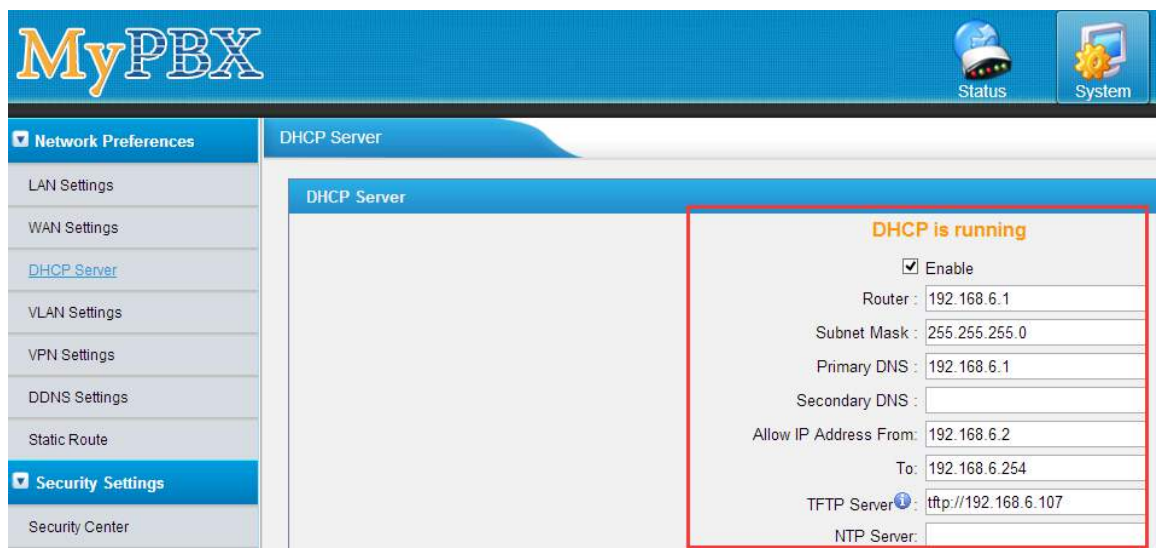 MyPBX
Status
System
Network Preferences
LAN Settings
WAN Settings
DHCP Server
VLAN Settings
VPN Settings
DDNS Settings
Static Route
Security Settings
Security Center
DHCP Server
DHCP Server
DHCP is running
Enable
Router : 192.168.6.1
Subnet Mask : 255.255.255.0
Primary DNS : 192.168.6.1
Secondary DNS :
Allow IP Address From: 192.168.6.2
To: 192.168.6.254
TFTP Server : tftp://192.168.6.107
NTP Server: